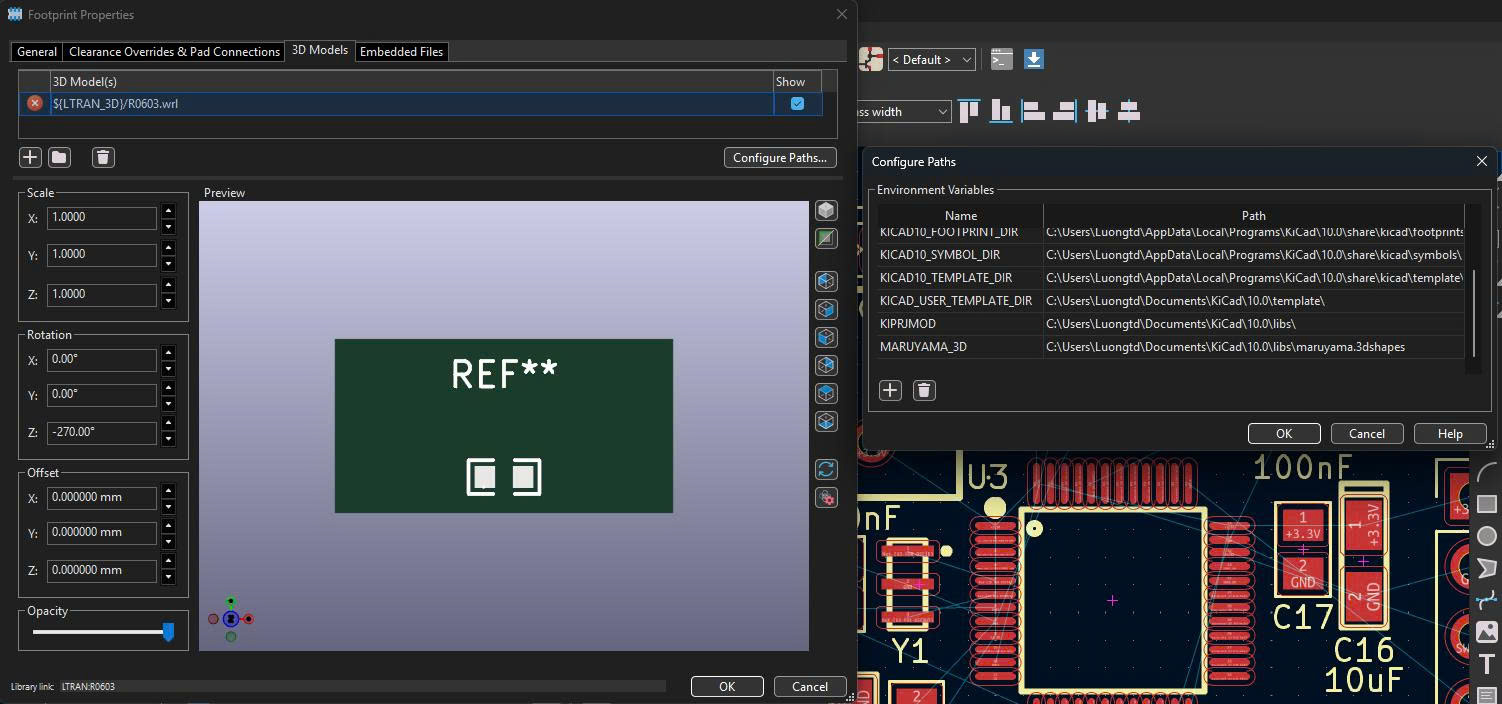 Footprint Properties
General
Clearance Overrides & Pad Connections
3D Models
Embedded Files
3D Model(s)
Show
${LTRAN_3D}/R0603.wrl
Configure Paths...
Scale
X: 1.0000
Y: 1.0000
Z: 1.0000
Rotation
X: 0.00°
Y: 0.00°
Z: -270.00°
Offset
X: 0.000000 mm
Y: 0.000000 mm
Z: 0.000000 mm
Opacity
Preview
REF**
Library link: LTRAN:R0603
OK
Cancel
< Default >
ss width
Configure Paths
Environment Variables
Name Path
KICAD10_FOOTPRINT_DIR C:\Users\Luongtd\AppData\Local\Programs\KiCad\10.0\share\kicad\footprints
KICAD10_SYMBOL_DIR C:\Users\Luongtd\AppData\Local\Programs\KiCad\10.0\share\kicad\symbols\
KICAD10_TEMPLATE_DIR C:\Users\Luongtd\AppData\Local\Programs\KiCad\10.0\share\kicad\template\
KICAD_USER_TEMPLATE_DIR C:\Users\Luongtd\Documents\KiCad\10.0\template\
KIPRJMOD C:\Users\Luongtd\Documents\KiCad\10.0\libs\
MARUYAMA_3D C:\Users\Luongtd\Documents\KiCad\10.0\libs\maruyama.3dshapes
OK
Cancel
Help
U3
100nF
nF
1
+3.3V
2
GND
1
+3.3V
2
GND
C17
C16
10uF
Y1
2